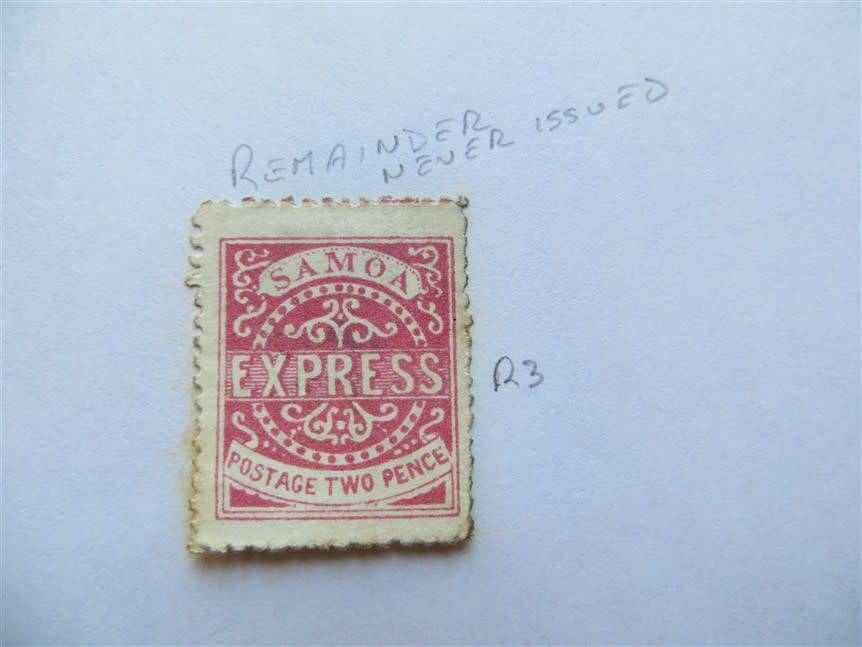 REMAINDER
NEVER ISSUED
SAMOA
EXPRESS
POSTAGE TWO PENCE
R3